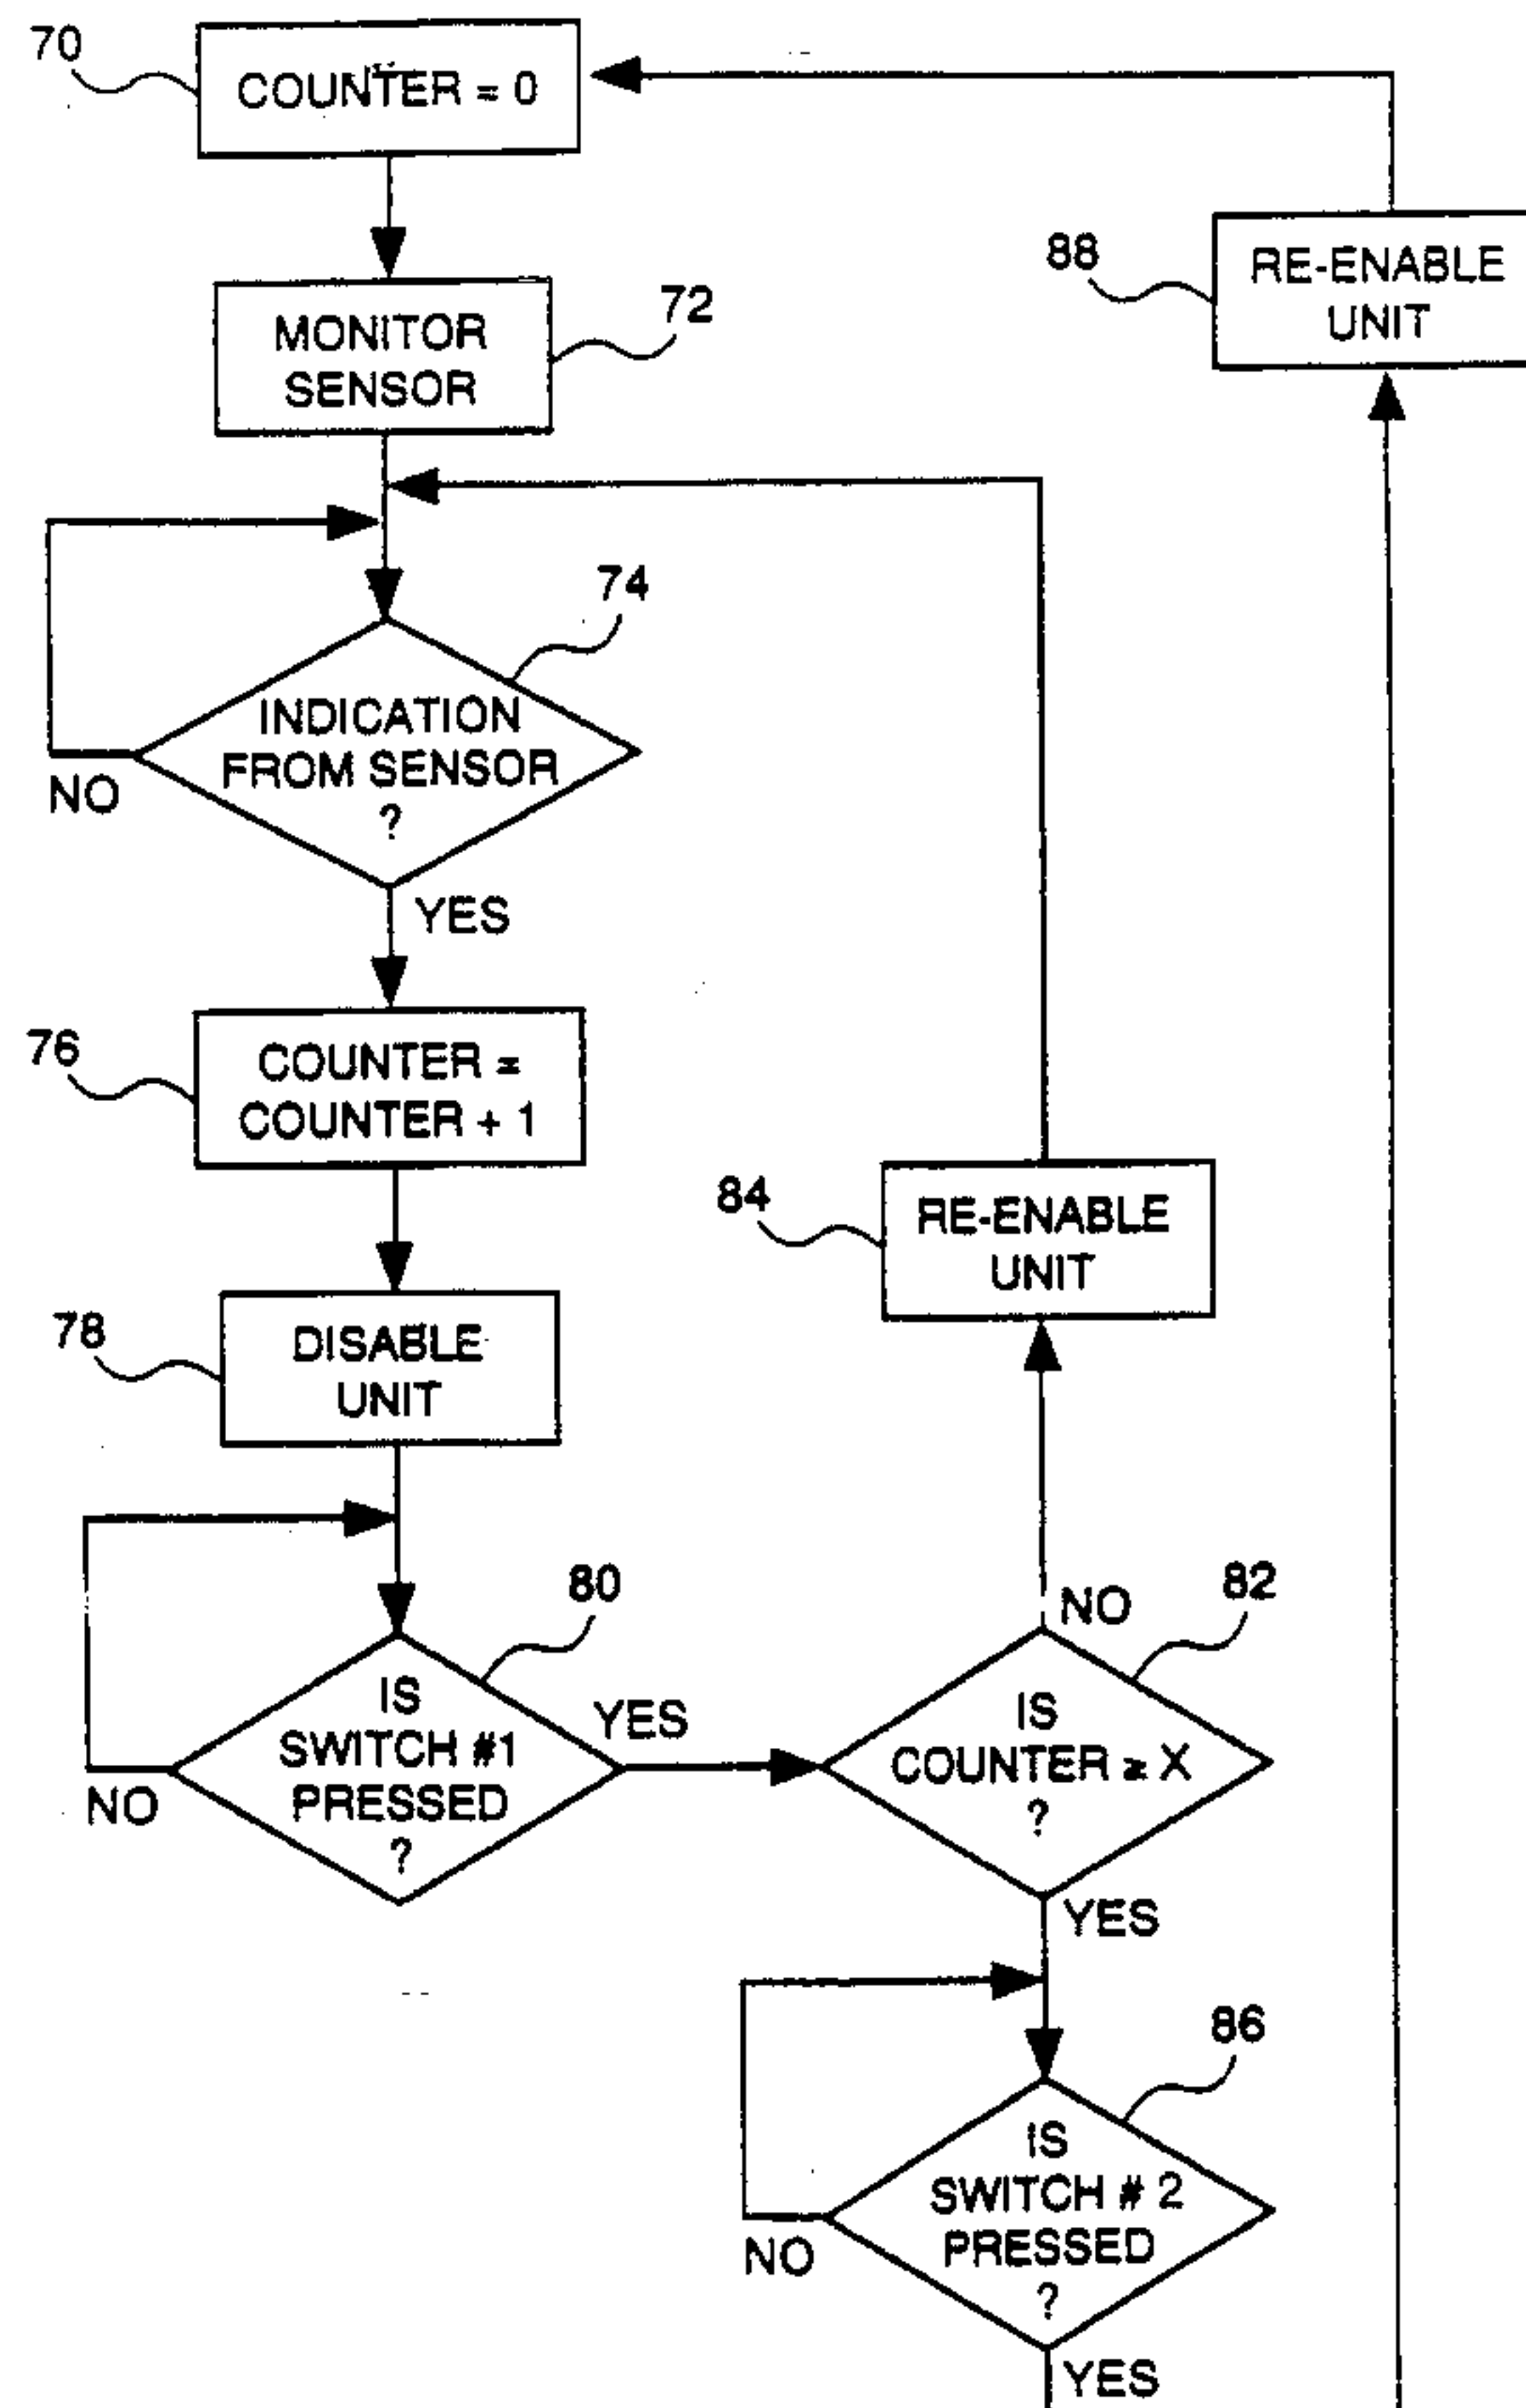 70
COUNTER = 0
88
RE-ENABLE
UNIT
72
MONITOR
SENSOR
74
INDICATION
FROM SENSOR
?
NO
YES
76
COUNTER =
COUNTER + 1
84
RE-ENABLE
UNIT
78
DISABLE
UNIT
80
IS
SWITCH #1
PRESSED
?
NO
YES
82
NO
IS
COUNTER ≥ X
?
YES
86
IS
SWITCH # 2
PRESSED
?
NO
YES